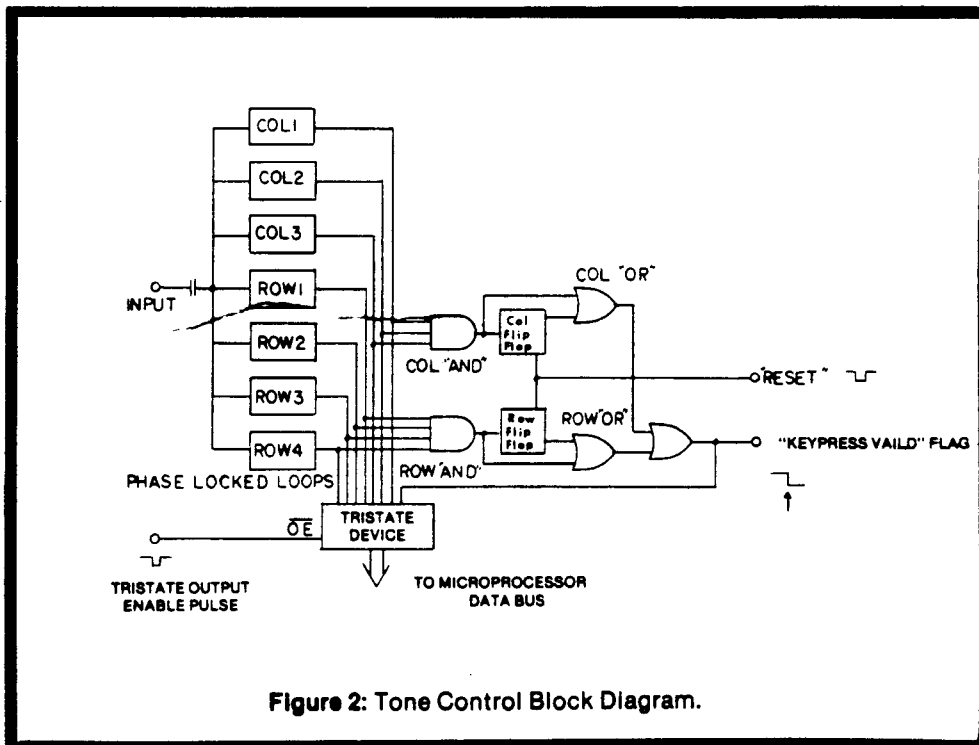 COL1
COL2
COL3
INPUT
ROW1
ROW2
ROW3
ROW4
PHASE LOCKED LOOPS
COL "OR"
Col Flip Flop
COL "AND"
"RESET"
Row Flip Flop
ROW "OR"
"KEYPRESS VAILD" FLAG
ROW "AND"
OE
TRISTATE
DEVICE
TRISTATE OUTPUT
ENABLE PULSE
TO MICROPROCESSOR
DATA BUS
Figure 2: Tone Control Block Diagram.